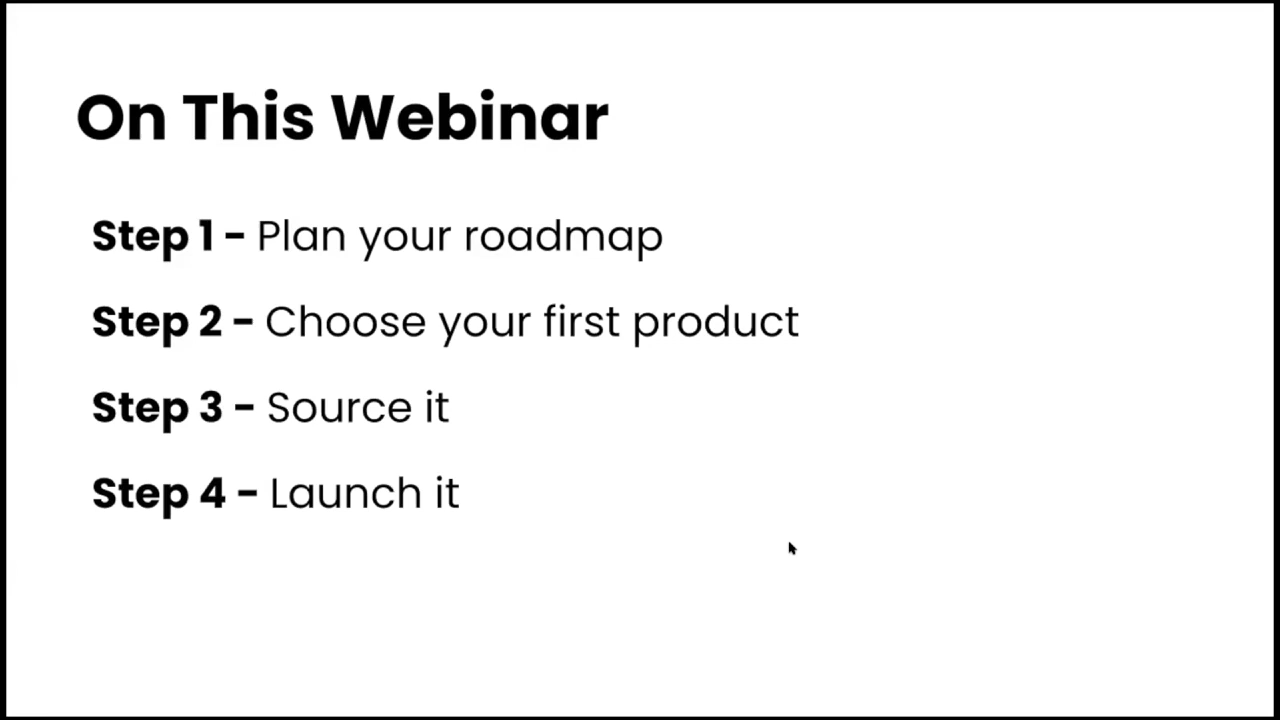 On This Webinar
Step 1 - Plan your roadmap
Step 2 - Choose your first product
Step 3 - Source it
Step 4 - Launch it